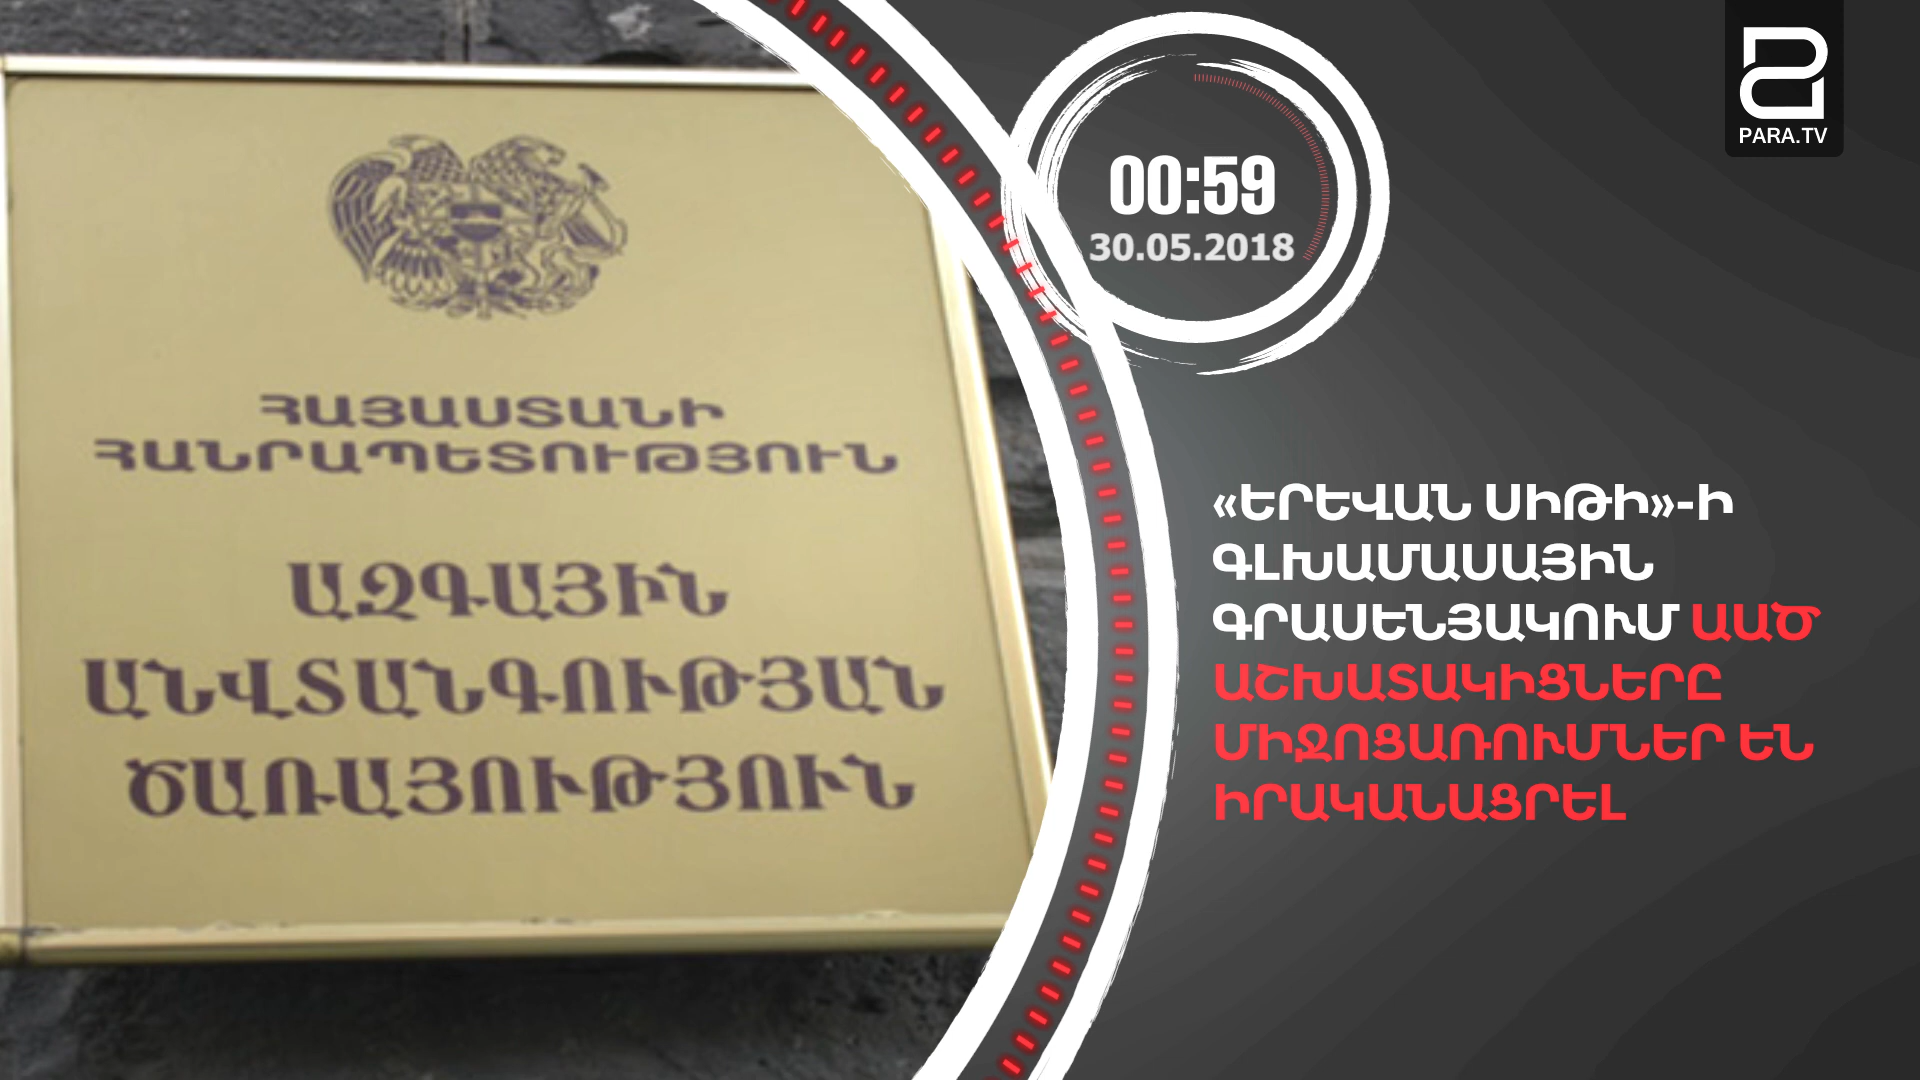 ՀԱՅԱՍՏԱՆԻ
ՀԱՆՐԱՊԵՏՈՒԹՅՈՒՆ
ԱԶԳԱՅԻՆ
ԱՆՎՏԱՆԳՈՒԹՅԱՆ
ԾԱՌԱՅՈՒԹՅՈՒՆ
00:59
30.05.2018
PARA.TV
«ԵՐԵՎԱՆ ՍԻԹԻ»-Ի
ԳԼԽԱՄԱՍԱՅԻՆ
ԳՐԱՍԵՆՅԱԿՈՒՄ ԱԱԾ
ԱՇԽԱՏԱԿԻՑՆԵՐԸ
ՄԻՋՈՑԱՌՈՒՄՆԵՐ ԵՆ
ԻՐԱԿԱՆԱՑՐԵԼ